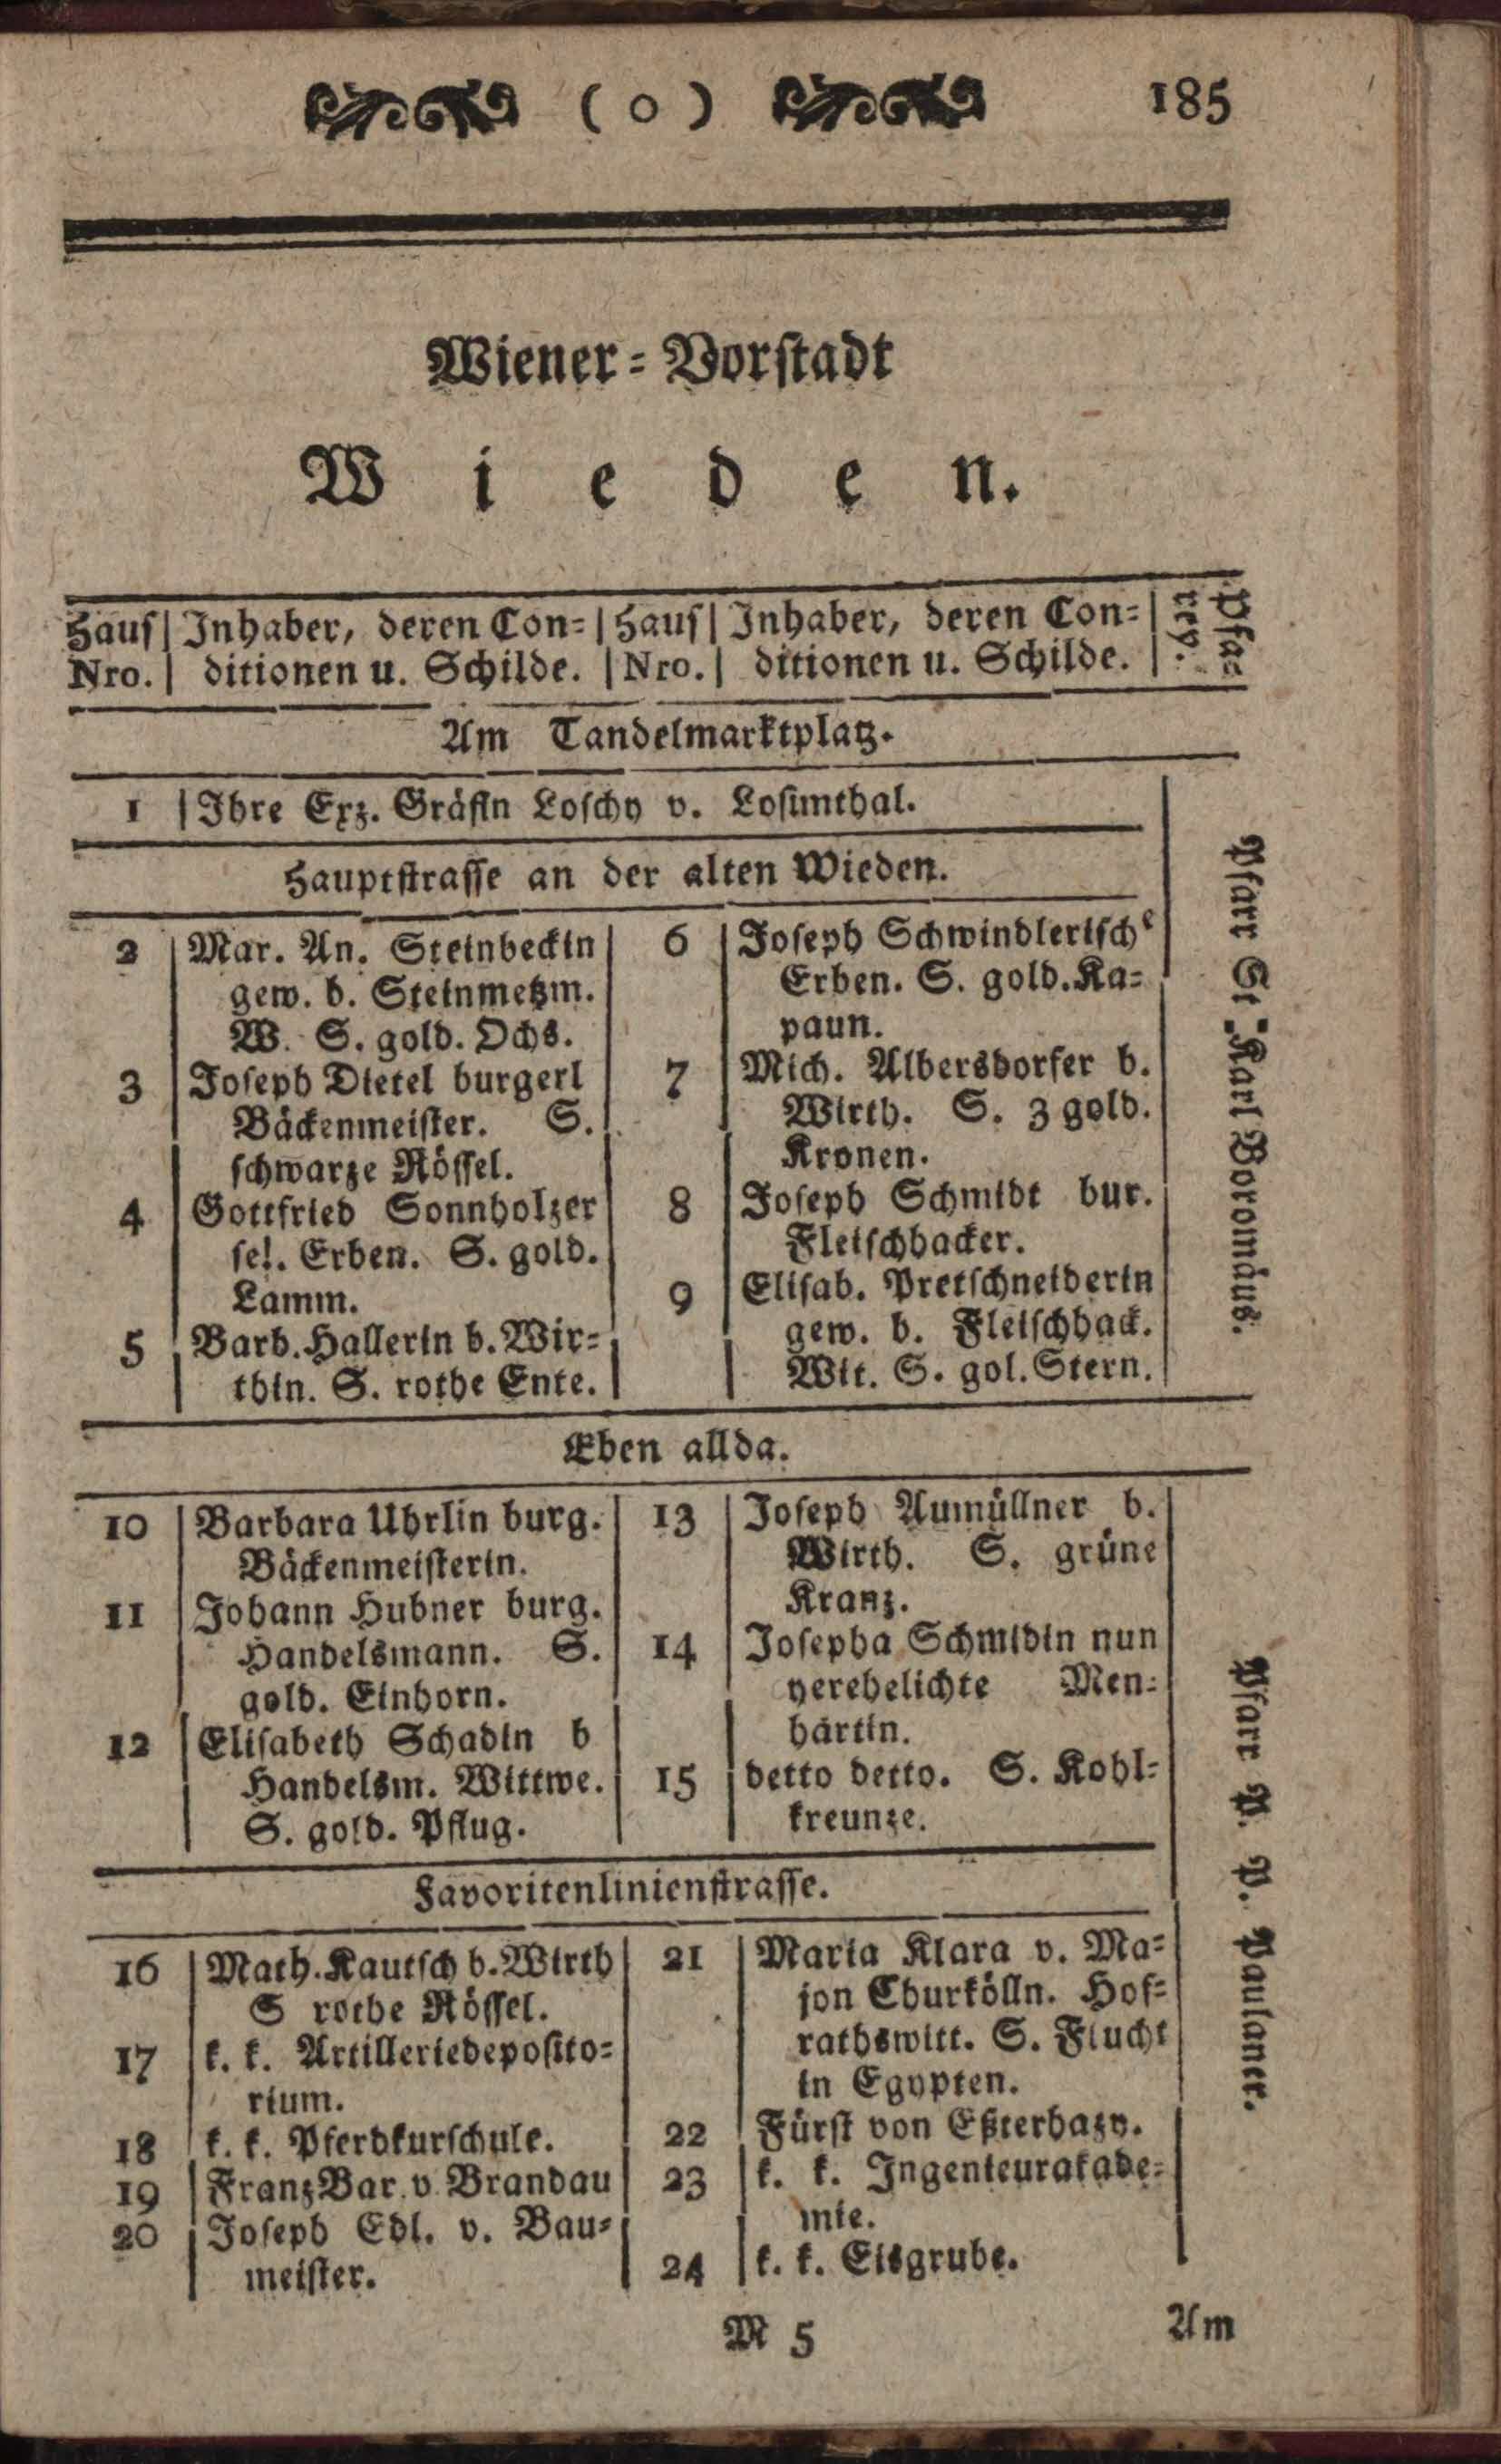 ( o ) 185
Wiener-Vorstadt
Wieden.
Haus Nro. | Inhaber, deren Con-
ditionen u. Schilde.
Haus Nro. | Inhaber, deren Con-
ditionen u. Schilde.
Pfa-
rey.
Am Tandelmarktplatz.
1 | Ihre Exz. Gräfin Loschy v. Losimthal.
Hauptstrasse an der alten Wieden.
2 | Mar. An. Steinbeckin
gew. b. Steinmetzm.
W. S. gold. Ochs.
3 | Joseph Dietel burgerl
Bäckenmeister. S.
schwarze Rössel.
4 | Gottfried Sonnholzer
sel. Erben. S. gold.
Lamm.
5 | Barb. Hallerin b. Wir-
thin. S. rothe Ente.
6 | Joseph Schwindlerische
Erben. S. gold. Ka-
paun.
7 | Mich. Albersdorfer b.
Wirth. S. 3 gold.
Kronen.
8 | Joseph Schmidt bur.
Fleischhacker.
9 | Elisab. Pretschneiderin
gew. b. Fleischhack.
Wit. S. gol. Stern.
Pfarr St. Karl Boromäus.
Eben allda.
10 | Barbara Uhrlin burg.
Bäckenmeisterin.
11 | Johann Hubner burg.
Handelsmann. S.
gold. Einhorn.
12 | Elisabeth Schadin b
Handelsm. Wittwe.
S. gold. Pflug.
13 | Joseph Aumüllner b.
Wirth. S. grüne
Kranz.
14 | Josepha Schmidin nun
verehelichte Men-
härtin.
15 | detto detto. S. Kohl-
kreunze.
Favoritenlinienstrasse.
16 | Math. Kautsch b. Wirth
S rothe Rössel.
17 | k. k. Artilleriedeposito-
rium.
18 | k. k. Pferdkurschule.
19 | Franz Bar. v Brandau
20 | Joseph Edl. v. Bau-
meister.
21 | Maria Klara v. Ma-
jon Churkölln. Hof-
rathswitt. S. Flucht
in Egypten.
22 | Fürst von Eßterhazy.
23 | k. k. Ingenieurakade-
mie.
24 | k. k. Eisgrube.
Pfarr P. P. Paulaner.
M 5
Am